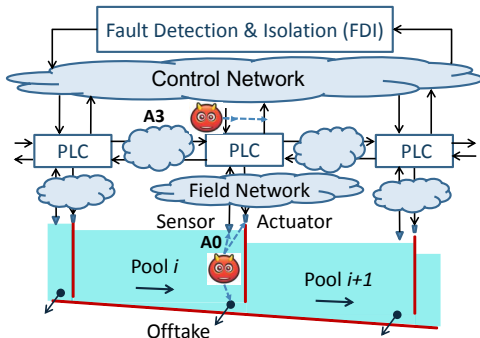 Fault Detection & Isolation (FDI)
Control Network
A3
PLC
PLC
PLC
Field Network
Sensor
Actuator
A0
Pool i
Pool i+1
Offtake